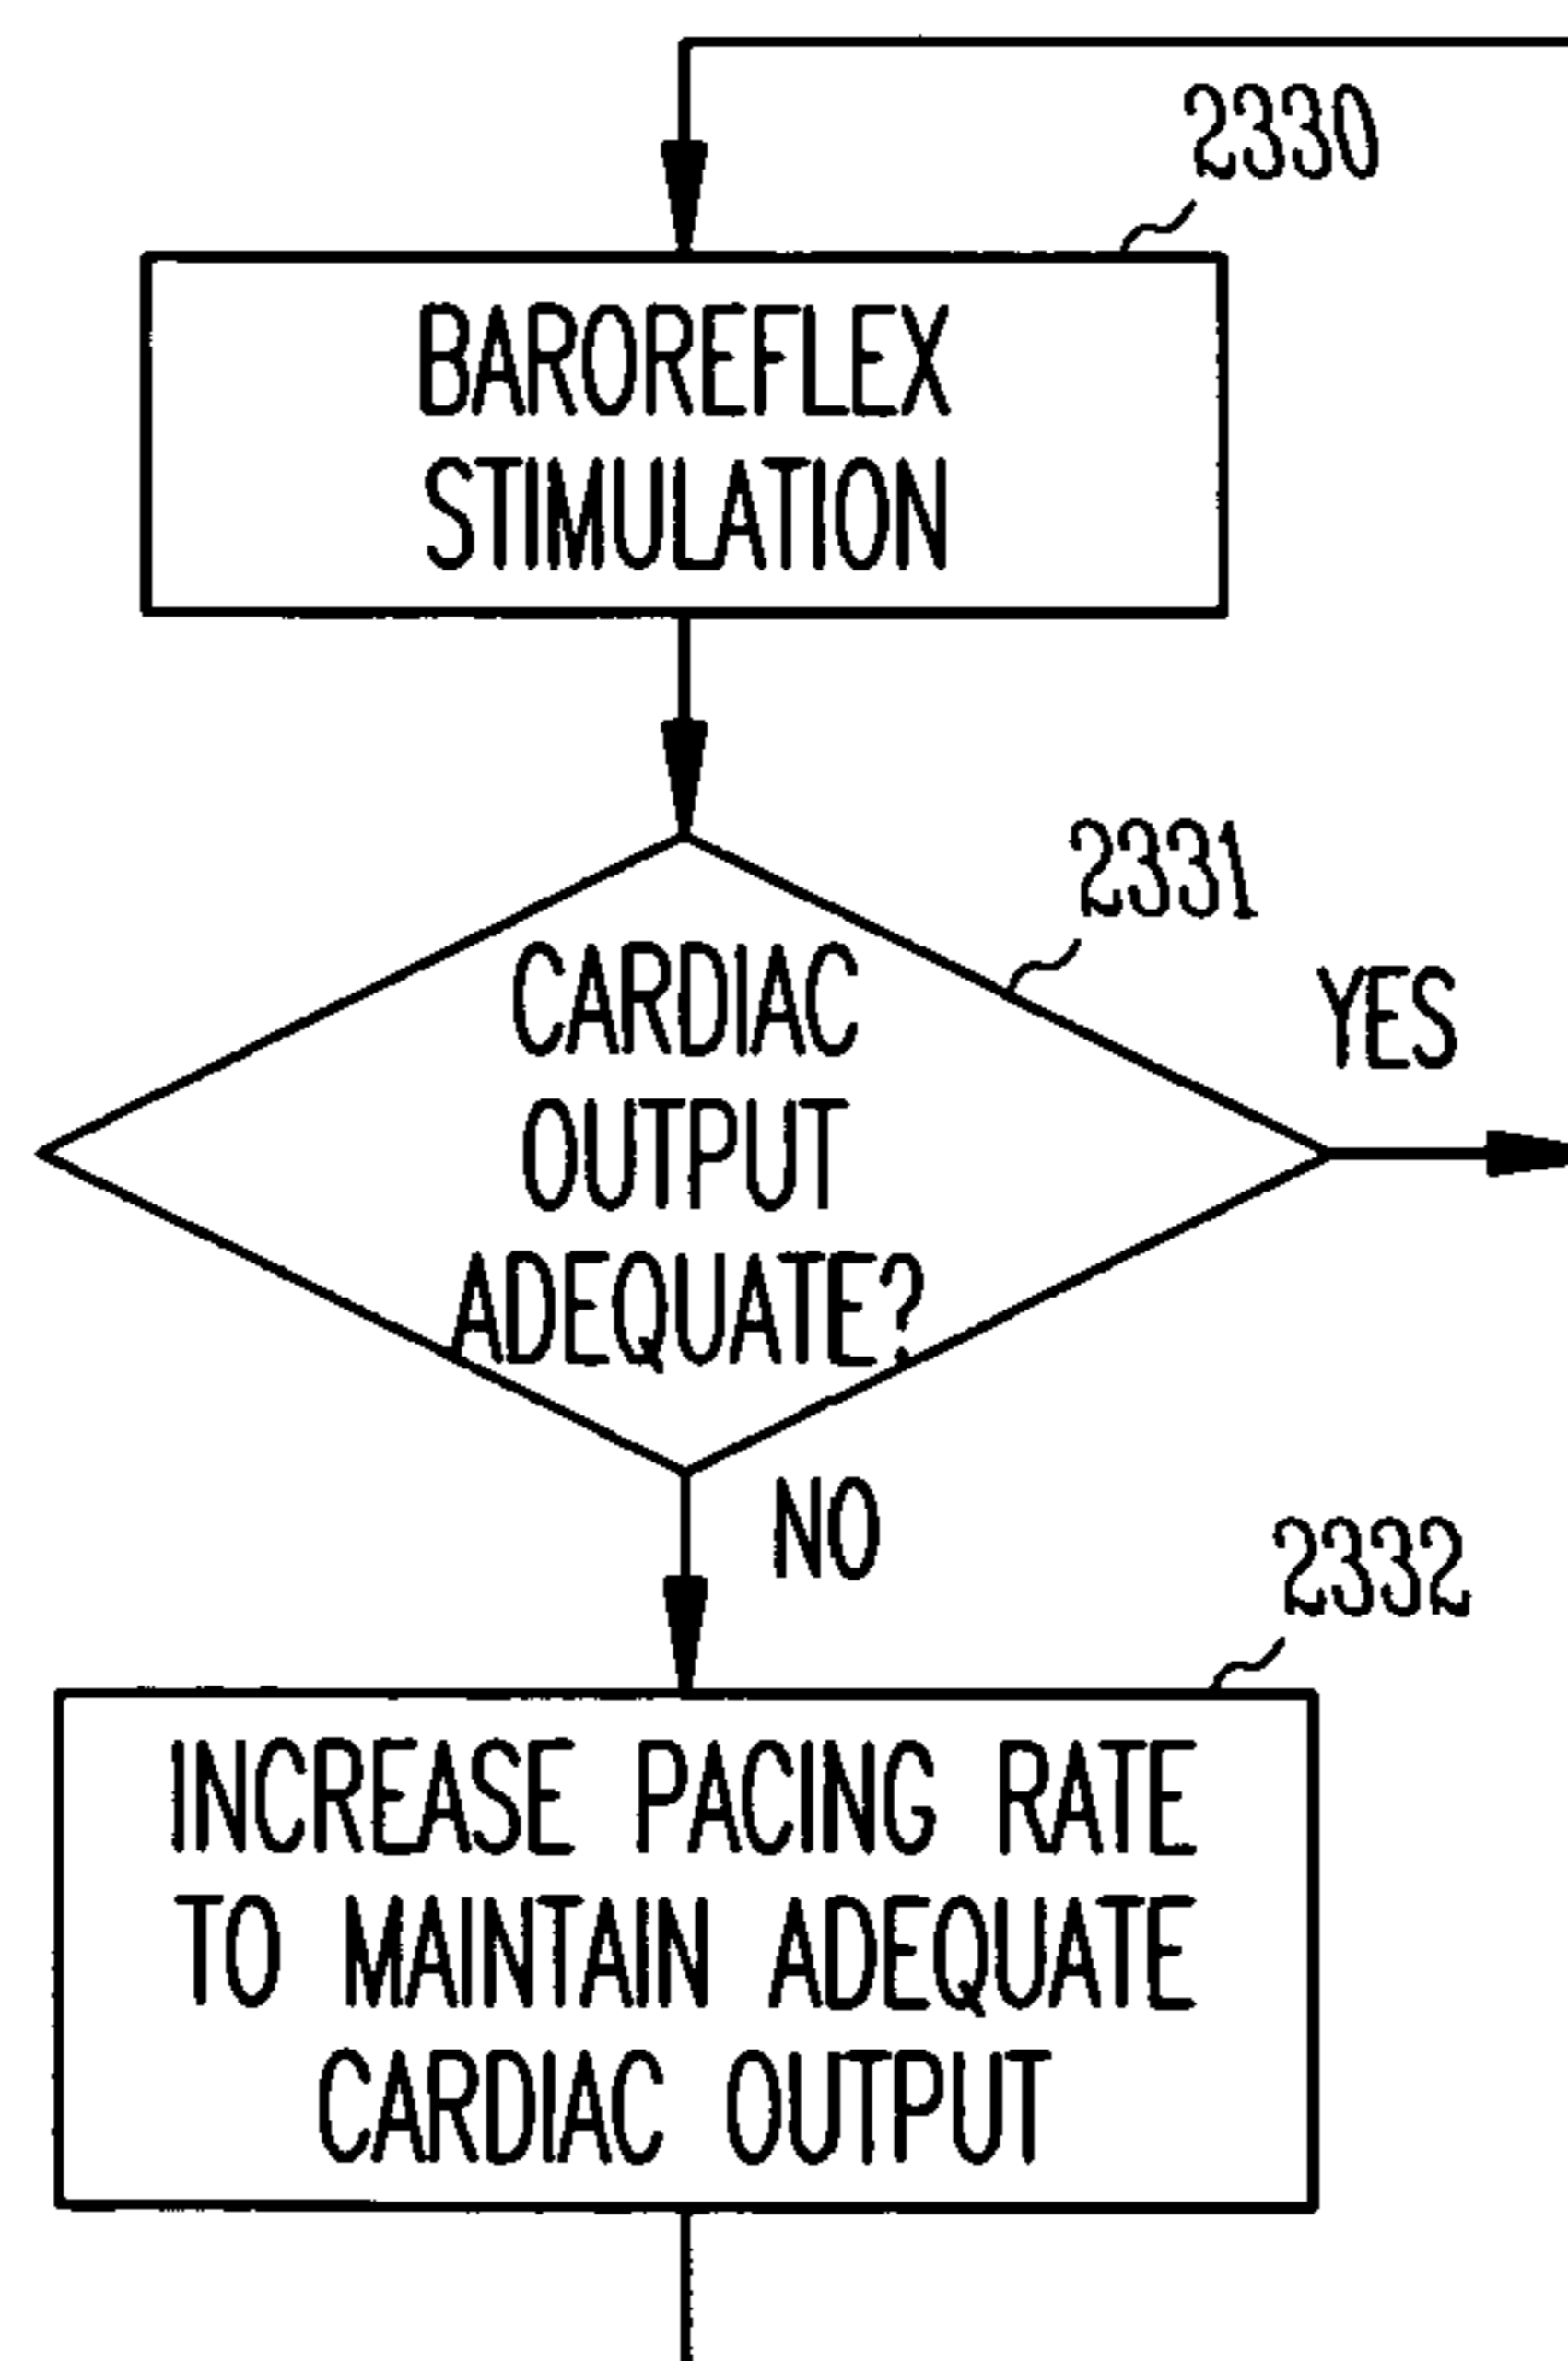 2330
BAROREFLEX
STIMULATION
2331
CARDIAC
OUTPUT
ADEQUATE?
YES
NO
2332
INCREASE PACING RATE
TO MAINTAIN ADEQUATE
CARDIAC OUTPUT